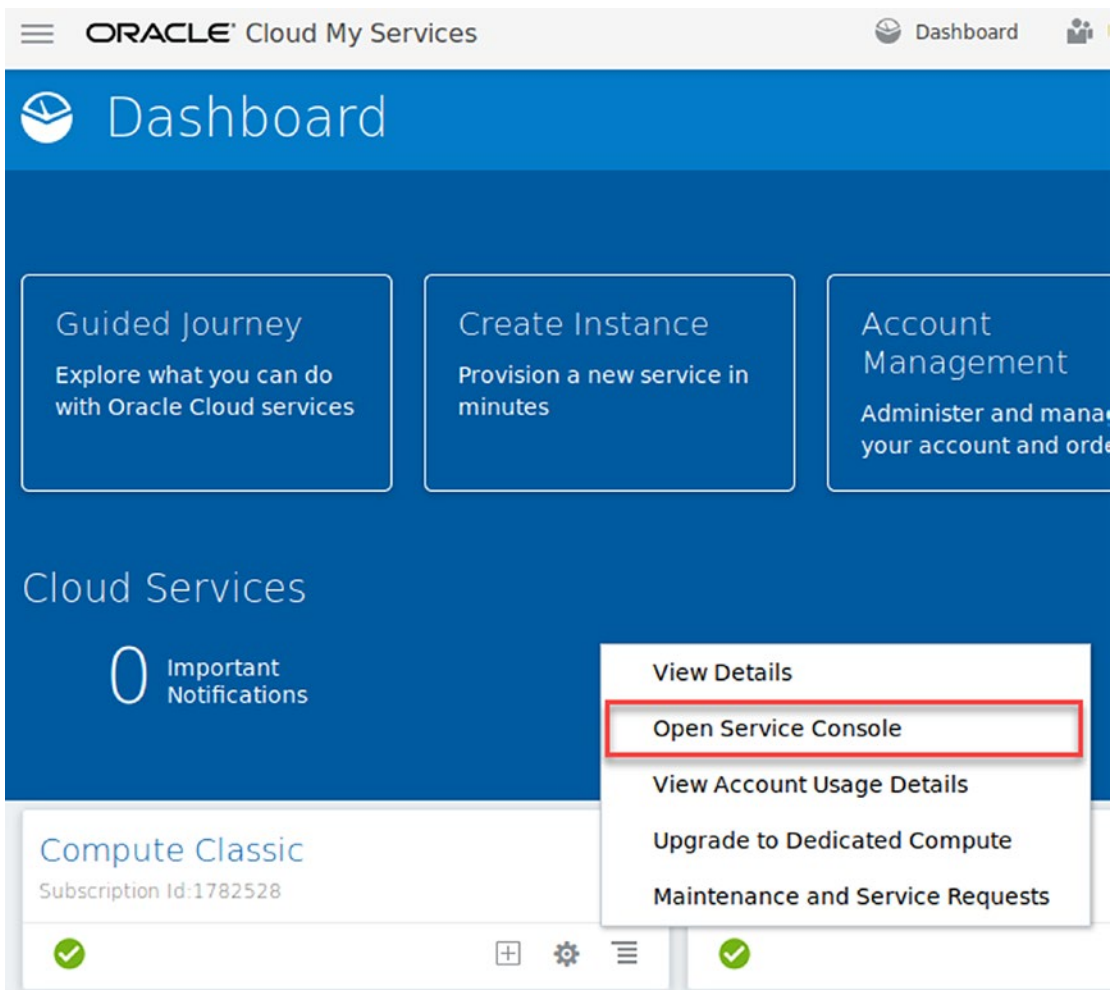 ORACLE Cloud My Services
Dashboard
Dashboard
Guided Journey
Explore what you can do
with Oracle Cloud services
Create Instance
Provision a new service in
minutes
Account
Management
Administer and
your account and
Cloud Services
0
Important
Notifications
View Details
Open Service Console
View Account Usage Details
Upgrade to Dedicated Compute
Maintenance and Service Requests
Compute Classic
Subscription Id:1782528